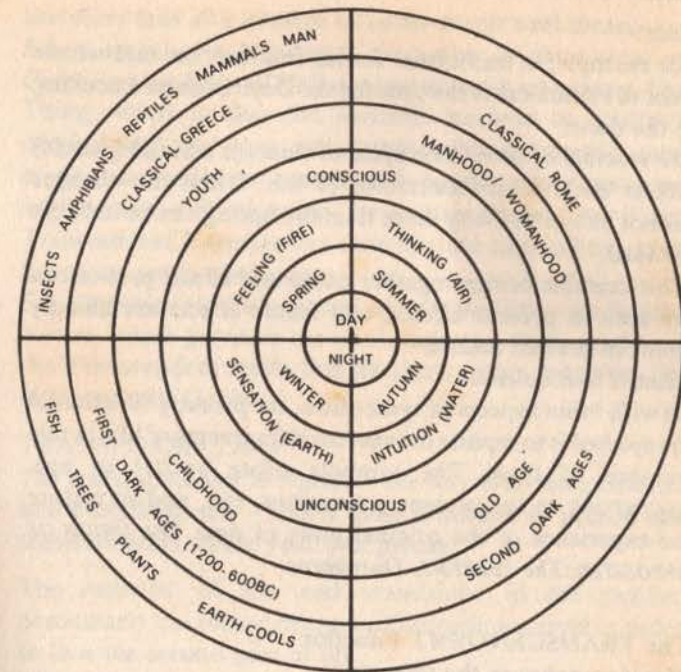 INSECTS AMPHIBIANS REPTILES MAMMALS MAN
CLASSICAL GREECE
YOUTH
CLASSICAL ROME
MANHOOD/WOMANHOOD
CONSCIOUS
FEELING (FIRE)
THINKING (AIR)
SPRING
SUMMER
DAY
NIGHT
WINTER
AUTUMN
SENSATION (EARTH)
INTUITION (WATER)
UNCONSCIOUS
CHILDHOOD
OLD AGE
FIRST DARK AGES (1200-600BC)
SECOND DARK AGES
FISH TREES PLANTS EARTH COOLS